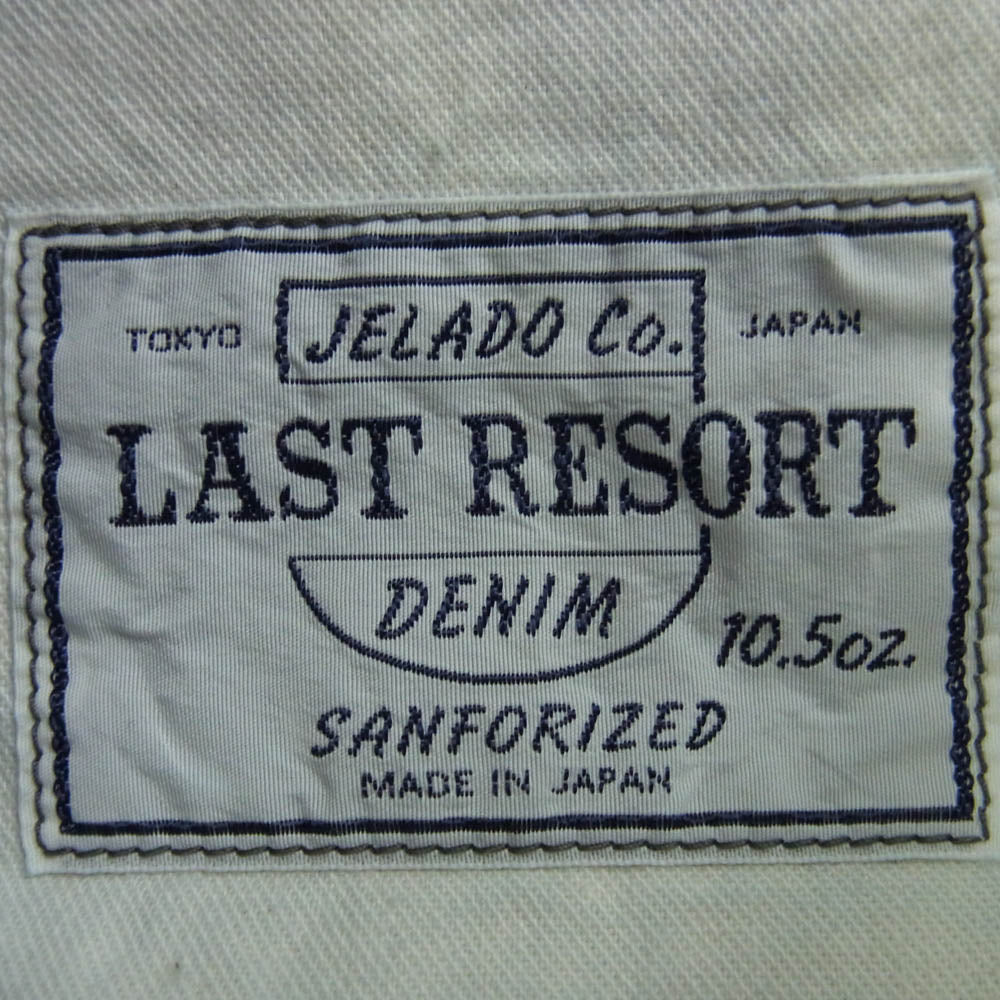 JELADO Co.
TOKYO JAPAN
LAST RESORT
DENIM
10.5oz.
SANFORIZED
MADE IN JAPAN